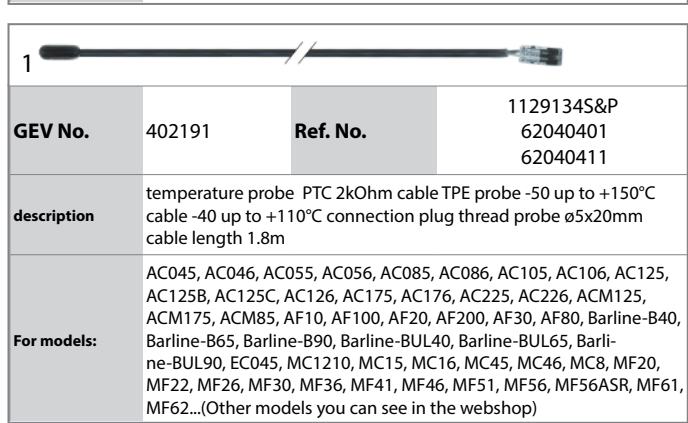 1
GEV No. 402191 Ref. No. 1129134S&P
62040401
62040411
description temperature probe PTC 2kOhm cable TPE probe -50 up to +150°C
cable -40 up to +110°C connection plug thread probe ø5x20mm
cable length 1.8m
For models: AC045, AC046, AC055, AC056, AC085, AC086, AC105, AC106, AC125,
AC125B, AC125C, AC126, AC175, AC176, AC225, AC226, ACM125,
ACM175, ACM85, AF10, AF100, AF20, AF200, AF30, AF80, Barline-B40,
Barline-B65, Barline-B90, Barline-BUL40, Barline-BUL65, Barli-
ne-BUL90, EC045, MC1210, MC15, MC16, MC45, MC46, MC8, MF20,
MF22, MF26, MF30, MF36, MF41, MF46, MF51, MF56, MF56ASR, MF61,
MF62...(Other models you can see in the webshop)